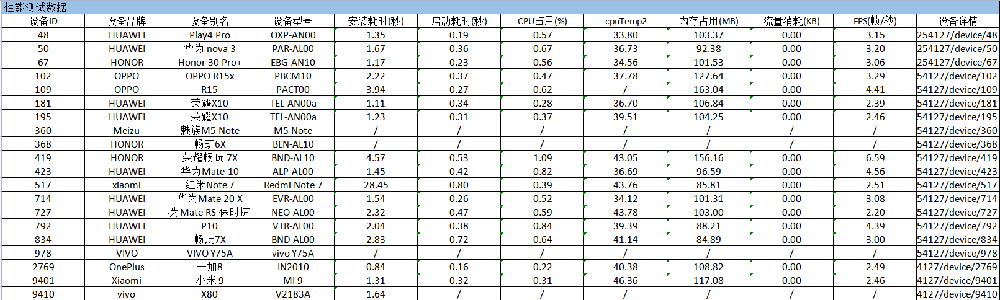 性能测试数据
设备ID 设备品牌 设备别名 设备型号 安装耗时(秒) 启动耗时(秒) CPU占用(%) cpuTemp2 内存占用(MB) 流量消耗(KB) FPS(帧/秒) 设备详情
48 HUAWEI Play4 Pro OXP-AN00 1.35 0.19 0.57 33.80 103.37 0.00 3.15 254127/device/48
50 HUAWEI 华为 nova 3 PAR-AL00 1.67 0.36 0.67 36.73 92.38 0.00 3.20 254127/device/50
67 HONOR Honor 30 Pro+ EBG-AN10 1.17 0.23 0.56 34.56 101.53 0.00 3.06 254127/device/67
102 OPPO OPPO R15x PBCM10 2.22 0.37 0.47 37.78 127.64 0.00 3.29 54127/device/102
109 OPPO R15 PACT00 3.94 0.27 0.62 / 163.04 0.00 4.41 54127/device/109
181 HUAWEI 荣耀X10 TEL-AN00a 1.11 0.34 0.28 36.70 106.84 0.00 2.39 54127/device/181
195 HUAWEI 荣耀X10 TEL-AN00a 1.23 0.31 0.37 39.51 104.25 0.00 2.46 54127/device/195
360 Meizu 魅族M5 Note M5 Note / / / / / / / 54127/device/360
368 HONOR 畅玩6X BLN-AL10 / / / / / / / 54127/device/368
419 HONOR 荣耀畅玩 7X BND-AL10 4.57 0.53 1.09 43.05 156.16 0.00 6.59 54127/device/419
423 HUAWEI 华为Mate 10 ALP-AL00 1.45 0.42 0.82 36.69 96.59 0.00 4.56 54127/device/423
517 xiaomi 红米Note 7 Redmi Note 7 28.45 0.80 0.39 43.76 85.81 0.00 2.51 54127/device/517
714 HUAWEI 华为Mate 20 X EVR-AL00 1.54 0.26 0.52 34.12 101.31 0.00 3.08 54127/device/714
727 HUAWEI 为Mate RS 保时捷 NEO-AL00 2.32 0.47 0.59 43.78 103.00 0.00 2.20 54127/device/727
792 HUAWEI P10 VTR-AL00 2.04 0.38 0.84 39.39 88.21 0.00 4.39 54127/device/792
834 HUAWEI 畅玩7X BND-AL00 2.83 0.72 0.64 41.14 84.89 0.00 3.00 54127/device/834
978 VIVO VIVO Y75A vivo Y75A / / / / / / / 54127/device/978
2769 OnePlus 一加8 IN2010 0.84 0.16 0.22 40.38 108.82 0.00 2.49 4127/device/2769
9401 Xiaomi 小米 9 MI 9 1.31 0.32 0.31 46.36 117.08 0.00 2.46 4127/device/9401
9410 vivo X80 V2183A 1.64 / / / / / / 4127/device/9410